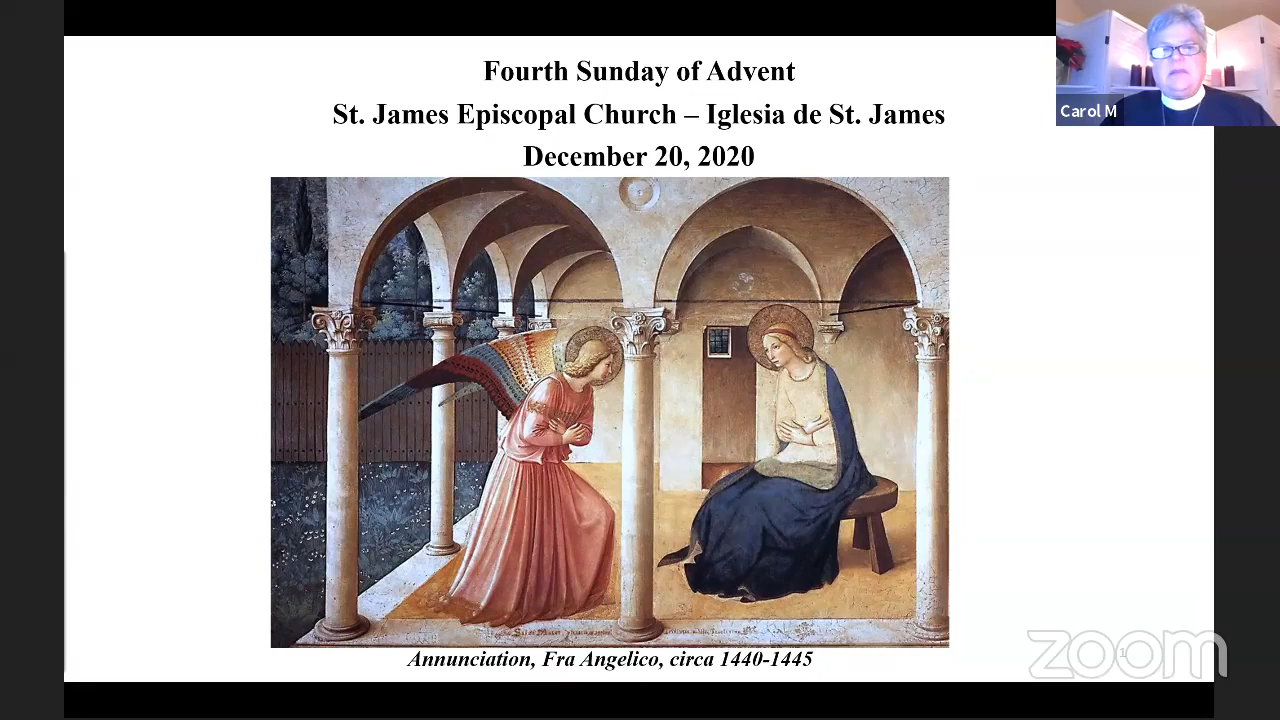 Fourth Sunday of Advent
St. James Episcopal Church – Iglesia de St. James
December 20, 2020
Carol M
Annunciation, Fra Angelico, circa 1440-1445
zoom
1